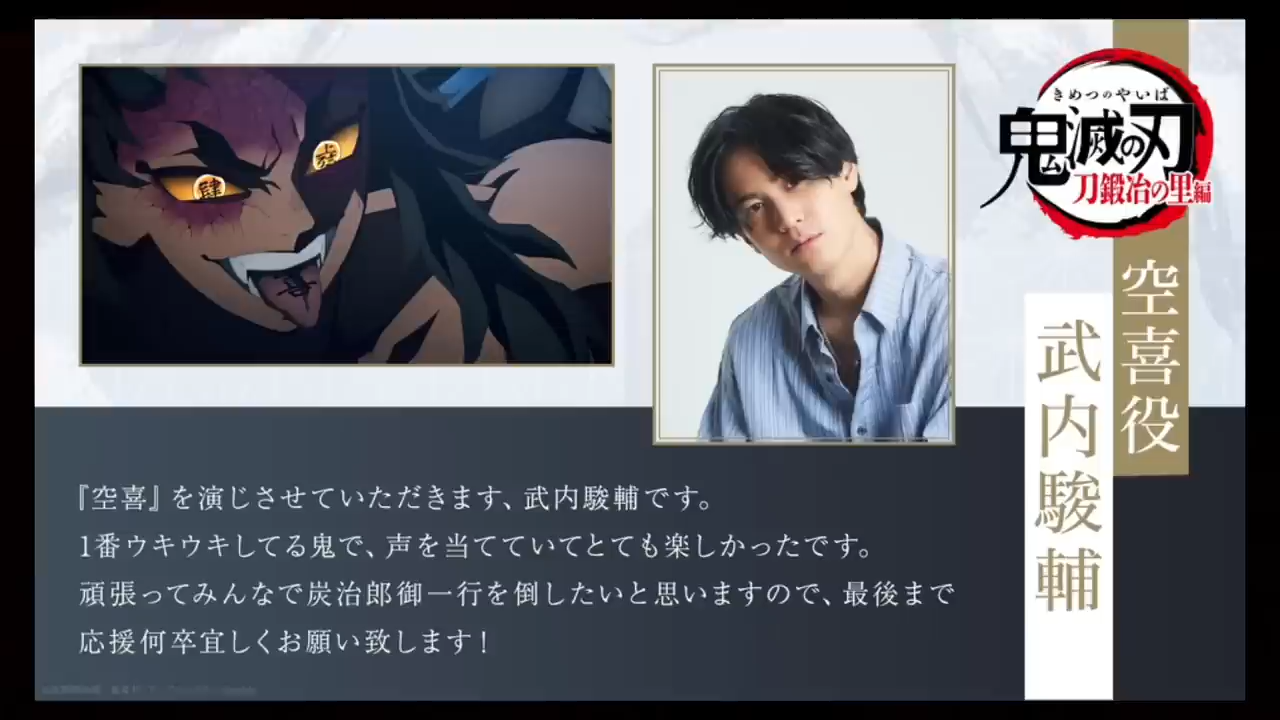 きめつのやいば
鬼滅の刃
刀鍛冶の里編
空喜役
武内駿輔
『空喜』を演じさせていただきます、武内駿輔です。
1番ウキウキしてる鬼で、声を当てていてとても楽しかったです。
頑張ってみんなで炭治郎御一行を倒したいと思いますので、最後まで
応援何卒宜しくお願い致します！